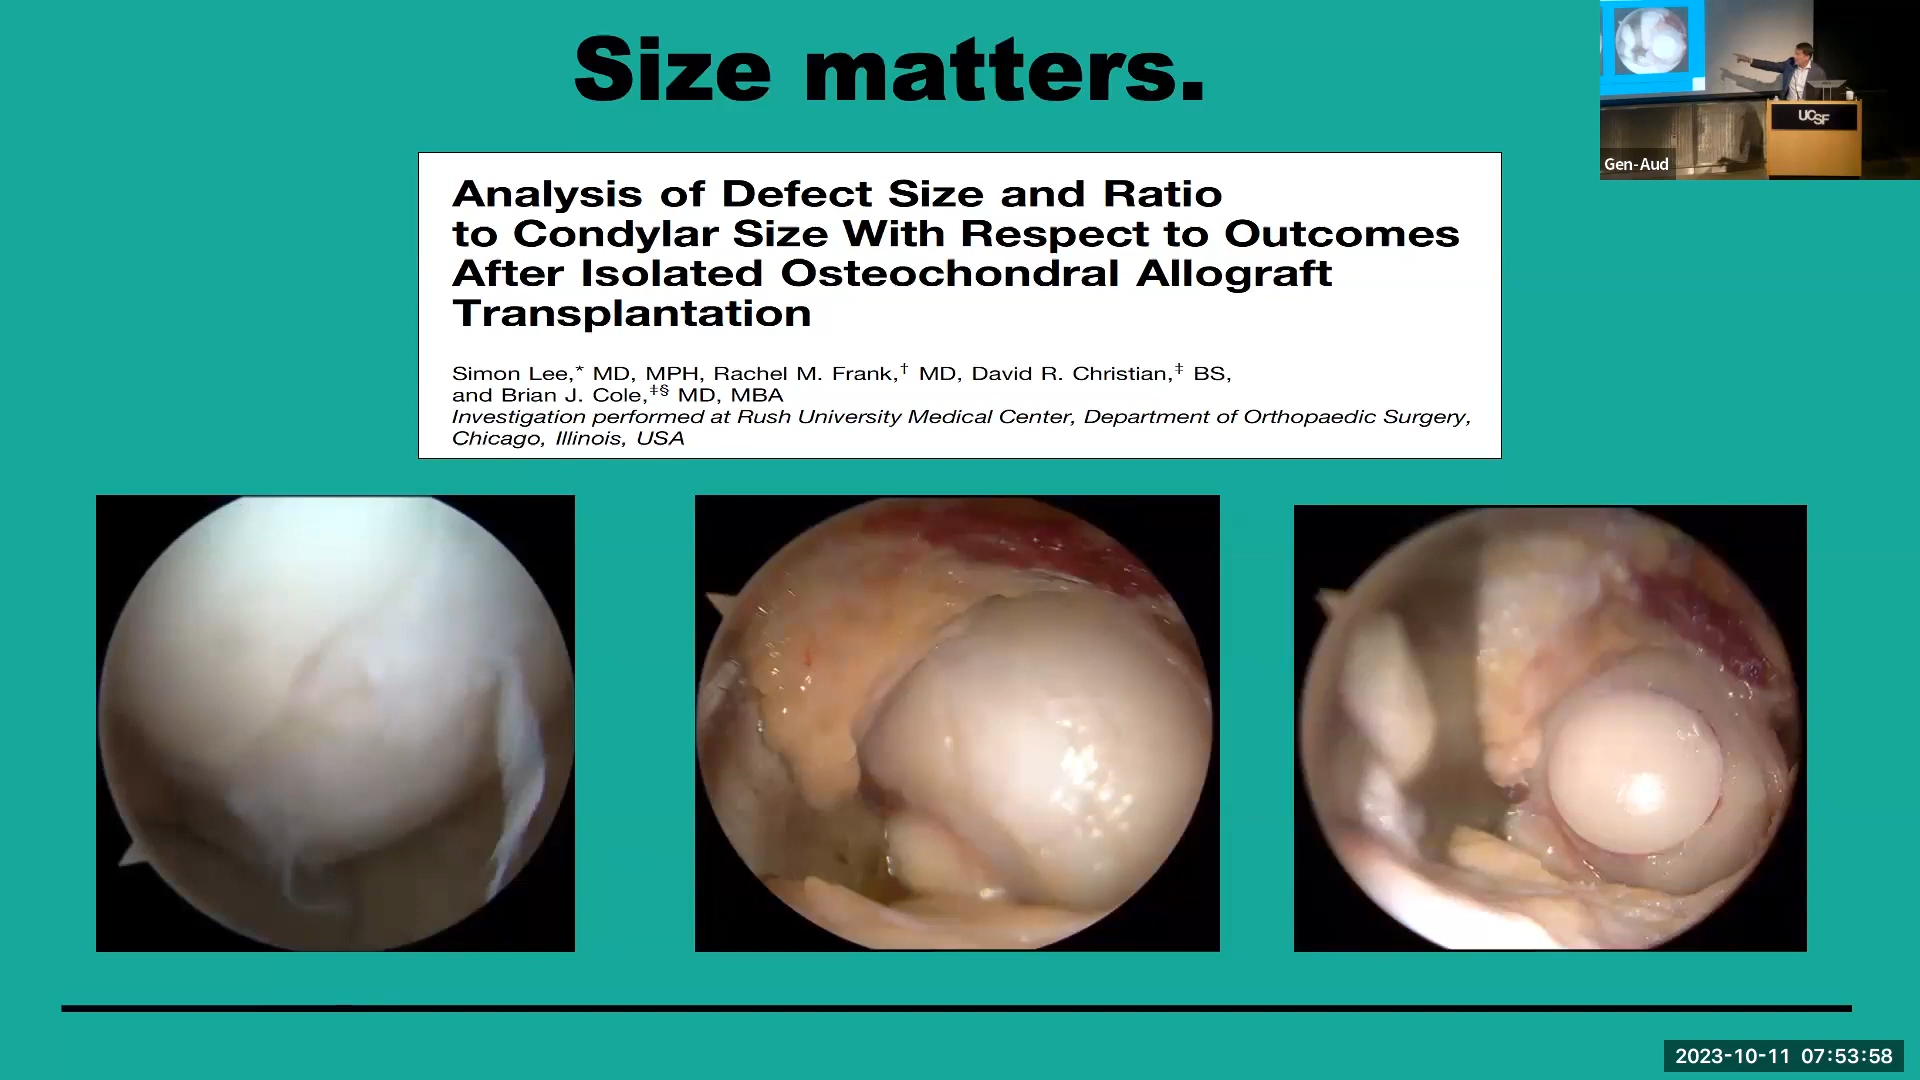 Size matters.
UCSF
Gen-Aud
Analysis of Defect Size and Ratio
to Condylar Size With Respect to Outcomes
After Isolated Osteochondral Allograft
Transplantation
Simon Lee,* MD, MPH, Rachel M. Frank,† MD, David R. Christian,‡ BS,
and Brian J. Cole,‡§ MD, MBA
Investigation performed at Rush University Medical Center, Department of Orthopaedic Surgery,
Chicago, Illinois, USA
2023-10-11 07:53:58